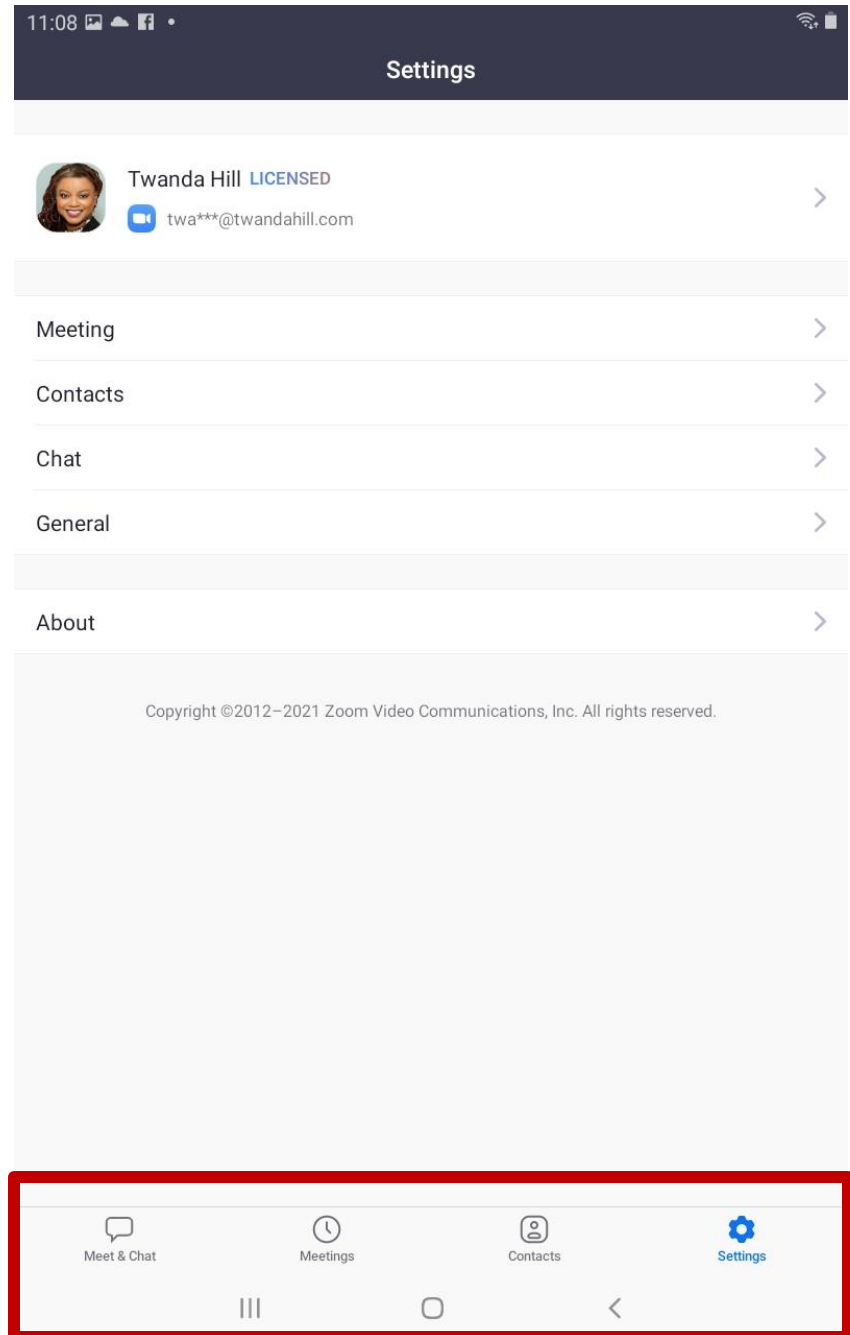 11:08
Settings
Twanda Hill LICENSED
twa***@twandahill.com
Meeting
Contacts
Chat
General
About
Copyright ©2012–2021 Zoom Video Communications, Inc. All rights reserved.
Meet & Chat Meetings Contacts Settings